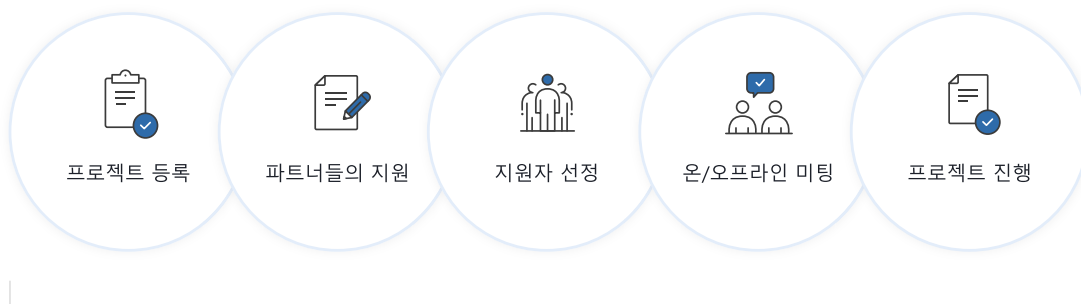 프로젝트 등록
파트너들의 지원
지원자 선정
온/오프라인 미팅
프로젝트 진행